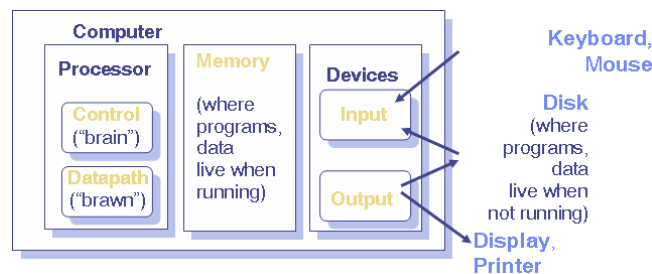 Computer
Processor
Control
(“brain”)
Datapath
(“brawn”)
Memory
(where
programs,
data
live when
running)
Devices
Input
Output
Keyboard,
Mouse
Disk
(where
programs,
data
live when
not running)
Display,
Printer